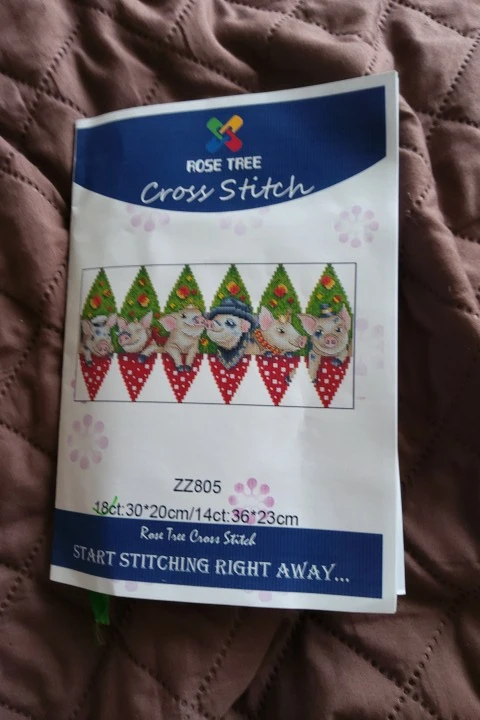 ROSE TREE
Cross Stitch
ZZ805
18ct:30*20cm/14ct:36*23cm
Rose Tree Cross Stitch
START STITCHING RIGHT AWAY...